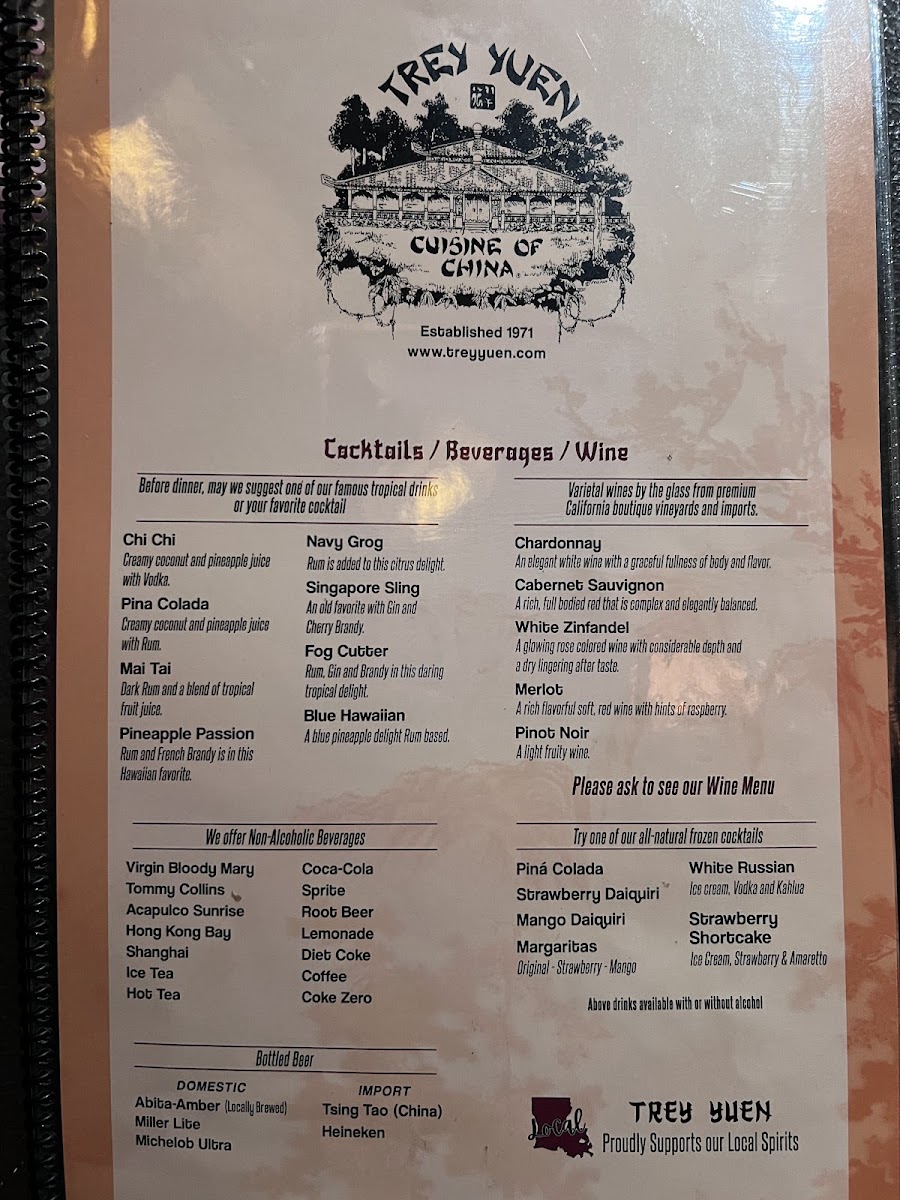 TREY YUEN
CUISINE OF
CHINA
Established 1971
www.treyyuen.com
Cocktails / Beverages / Wine
Before dinner, may we suggest one of our famous tropical drinks
or your favorite cocktail
Chi Chi
Creamy coconut and pineapple juice
with Vodka.
Pina Colada
Creamy coconut and pineapple juice
with Rum.
Mai Tai
Dark Rum and a blend of tropical
fruit juice.
Pineapple Passion
Rum and French Brandy is in this
Hawaiian favorite.
Navy Grog
Rum is added to this citrus delight.
Singapore Sling
An old favorite with Gin and
Cherry Brandy.
Fog Cutter
Rum, Gin and Brandy in this daring
tropical delight.
Blue Hawaiian
A blue pineapple delight Rum based.
Varietal wines by the glass from premium
California boutique vineyards and imports.
Chardonnay
An elegant white wine with a graceful fullness of body and flavor.
Cabernet Sauvignon
A rich, full bodied red that is complex and elegantly balanced.
White Zinfandel
A glowing rose colored wine with considerable depth and
a dry lingering after taste.
Merlot
A rich flavorful soft, red wine with hints of raspberry.
Pinot Noir
A light fruity wine.
Please ask to see our Wine Menu
We offer Non-Alcoholic Beverages
Virgin Bloody Mary
Tommy Collins
Acapulco Sunrise
Hong Kong Bay
Shanghai
Ice Tea
Hot Tea
Coca-Cola
Sprite
Root Beer
Lemonade
Diet Coke
Coffee
Coke Zero
Try one of our all-natural frozen cocktails
Piná Colada
Strawberry Daiquiri
Mango Daiquiri
Margaritas
Original - Strawberry - Mango
White Russian
Ice cream, Vodka and Kahlua
Strawberry
Shortcake
Ice Cream, Strawberry & Amaretto
Above drinks available with or without alcohol
Bottled Beer
DOMESTIC
Abita-Amber (Locally Brewed)
Miller Lite
Michelob Ultra
IMPORT
Tsing Tao (China)
Heineken
Local
TREY YUEN
Proudly Supports our Local Spirits